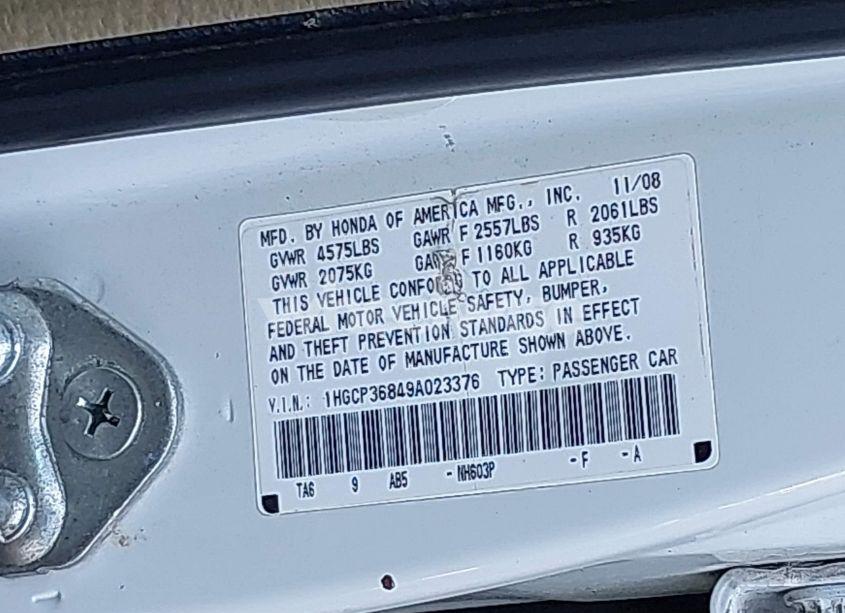 MFD. BY HONDA OF AMERICA MFG., INC. 11/08
GVWR 4575LBS GAWR F 2557LBS R 2061LBS
GVWR 2075KG GAWR F 1160KG R 935KG
THIS VEHICLE CONFORMS TO ALL APPLICABLE
FEDERAL MOTOR VEHICLE SAFETY, BUMPER,
AND THEFT PREVENTION STANDARDS IN EFFECT
ON THE DATE OF MANUFACTURE SHOWN ABOVE.
V.I.N.: 1HGCP36849A023376 TYPE: PASSENGER CAR
TA6 9 AB5 -NH603P -F -A